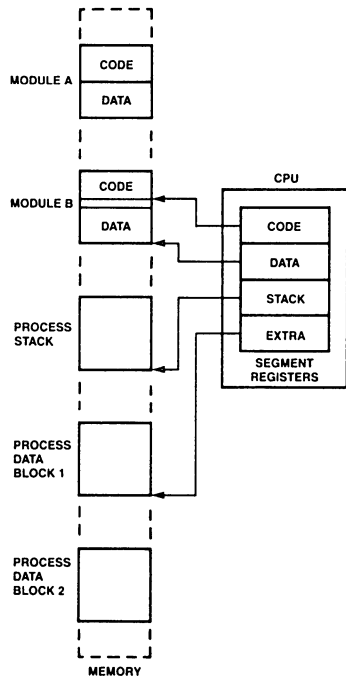 MODULE A
CODE
DATA
MODULE B
CODE
DATA
CPU
CODE
DATA
STACK
EXTRA
SEGMENT
REGISTERS
PROCESS
STACK
PROCESS
DATA
BLOCK 1
PROCESS
DATA
BLOCK 2
MEMORY